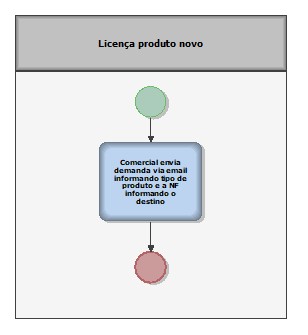 Licença produto novo
Comercial envia
demanda via email
informando tipo de
produto e a NF
informando o
destino